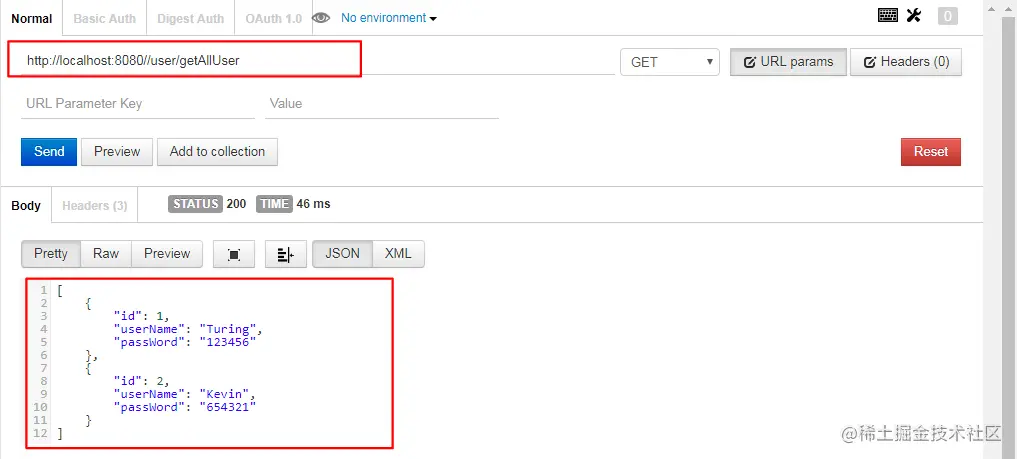 Normal Basic Auth Digest Auth OAuth 1.0 No environment 0
http://localhost:8080//user/getAllUser GET URL params Headers (0)
URL Parameter Key Value
Send Preview Add to collection Reset
Body Headers (3) STATUS 200 TIME 46 ms
Pretty Raw Preview JSON XML
1 [
2 {
3 "id": 1,
4 "userName": "Turing",
5 "passWord": "123456"
6 },
7 {
8 "id": 2,
9 "userName": "Kevin",
10 "passWord": "654321"
11 }
12 ]
@稀土掘金技术社区